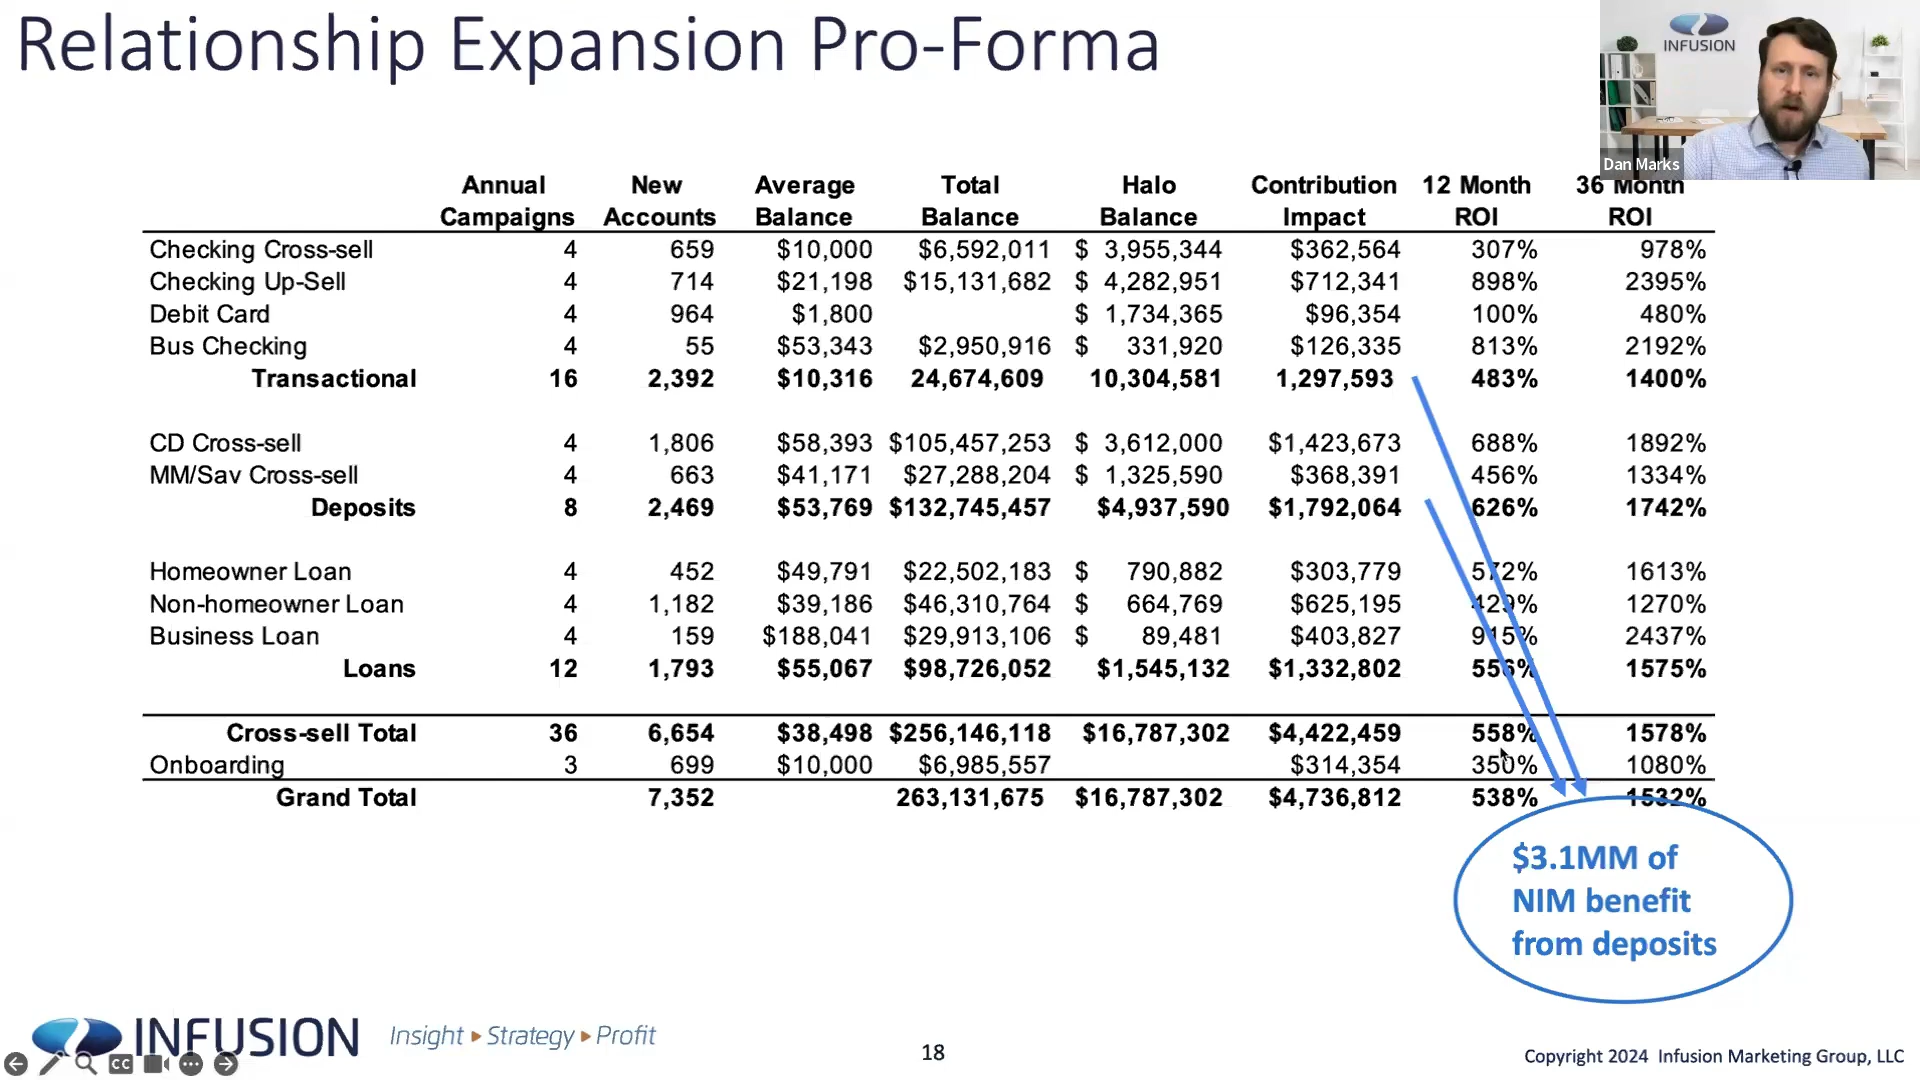 Relationship Expansion Pro-Forma
INFUSION
Dan Marks
Annual Campaigns New Accounts Average Balance Total Balance Halo Balance Contribution Impact 12 Month ROI 36 Month ROI
Checking Cross-sell 4 659 $10,000 $6,592,011 $ 3,955,344 $362,564 307% 978%
Checking Up-Sell 4 714 $21,198 $15,131,682 $ 4,282,951 $712,341 898% 2395%
Debit Card 4 964 $1,800 $ 1,734,365 $96,354 100% 480%
Bus Checking 4 55 $53,343 $2,950,916 $ 331,920 $126,335 813% 2192%
Transactional 16 2,392 $10,316 24,674,609 10,304,581 1,297,593 483% 1400%
CD Cross-sell 4 1,806 $58,393 $105,457,253 $ 3,612,000 $1,423,673 688% 1892%
MM/Sav Cross-sell 4 663 $41,171 $27,288,204 $ 1,325,590 $368,391 456% 1334%
Deposits 8 2,469 $53,769 $132,745,457 $4,937,590 $1,792,064 626% 1742%
Homeowner Loan 4 452 $49,791 $22,502,183 $ 790,882 $303,779 572% 1613%
Non-homeowner Loan 4 1,182 $39,186 $46,310,764 $ 664,769 $625,195 429% 1270%
Business Loan 4 159 $188,041 $29,913,106 $ 89,481 $403,827 915% 2437%
Loans 12 1,793 $55,067 $98,726,052 $1,545,132 $1,332,802 556% 1575%
Cross-sell Total 36 6,654 $38,498 $256,146,118 $16,787,302 $4,422,459 558% 1578%
Onboarding 3 699 $10,000 $6,985,557 $314,354 350% 1080%
Grand Total 7,352 263,131,675 $16,787,302 $4,736,812 538% 1532%
$3.1MM of
NIM benefit
from deposits
INFUSION Insight ▸ Strategy ▸ Profit
CC
18
Copyright 2024 Infusion Marketing Group, LLC